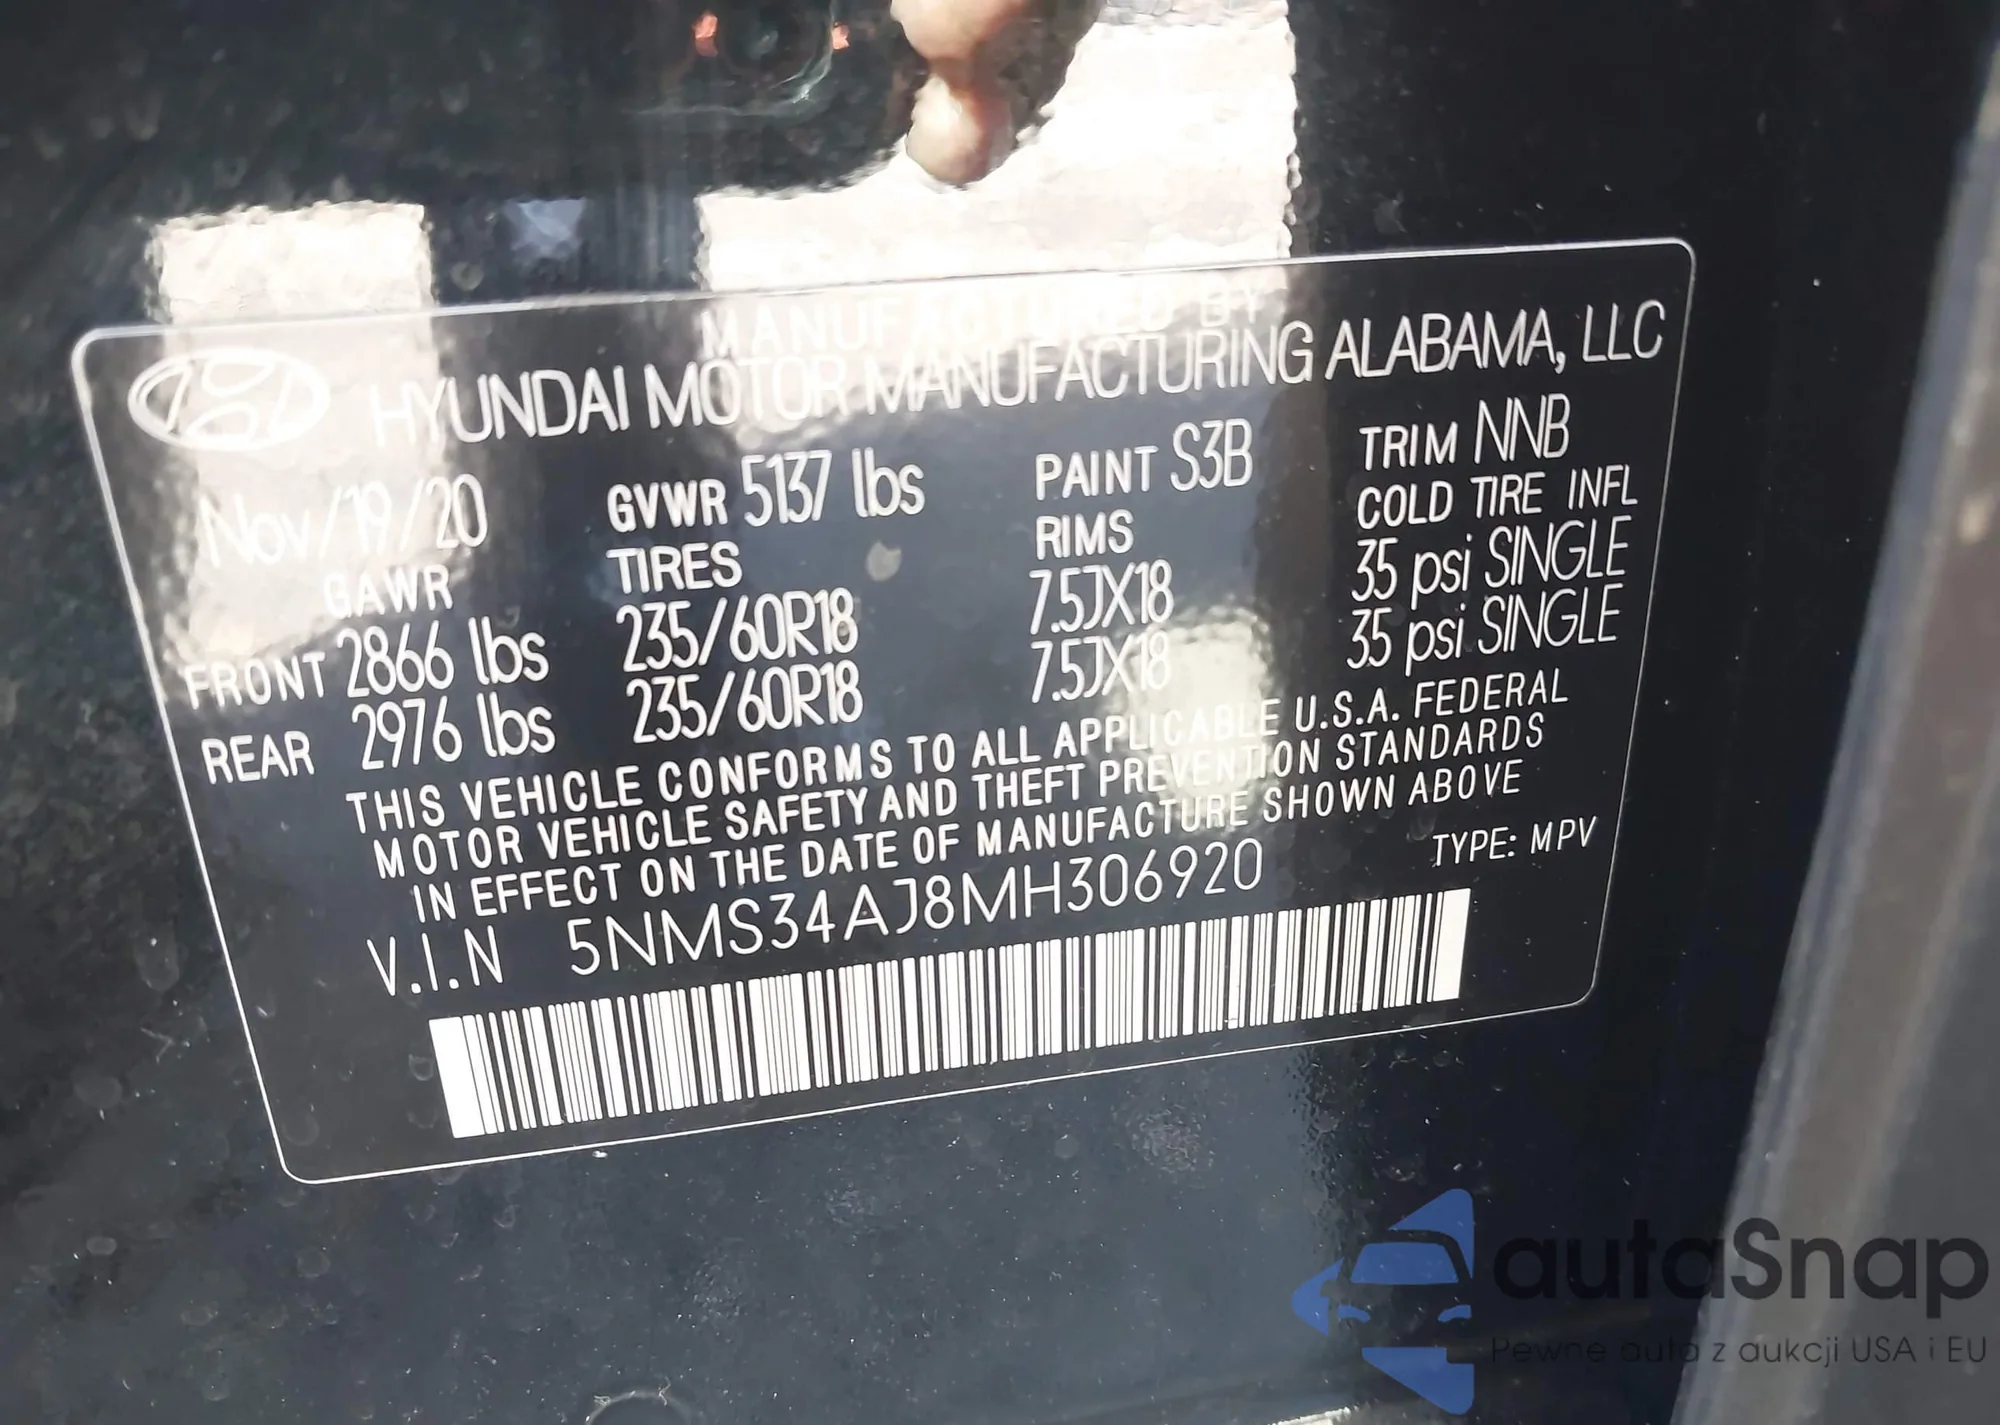 MANUFACTURED BY
HYUNDAI MOTOR MANUFACTURING ALABAMA, LLC
Nov/19/20 GVWR 5137 lbs PAINT S3B TRIM NNB
GAWR TIRES RIMS COLD TIRE INFL
FRONT 2866 lbs 235/60R18 7.5JX18 35 psi SINGLE
REAR 2976 lbs 235/60R18 7.5JX18 35 psi SINGLE
THIS VEHICLE CONFORMS TO ALL APPLICABLE U.S.A. FEDERAL
MOTOR VEHICLE SAFETY AND THEFT PREVENTION STANDARDS
IN EFFECT ON THE DATE OF MANUFACTURE SHOWN ABOVE
V.I.N 5NMS34AJ8MH306920 TYPE: MPV
autaSnap
Pewne auta z aukcji USA i EU